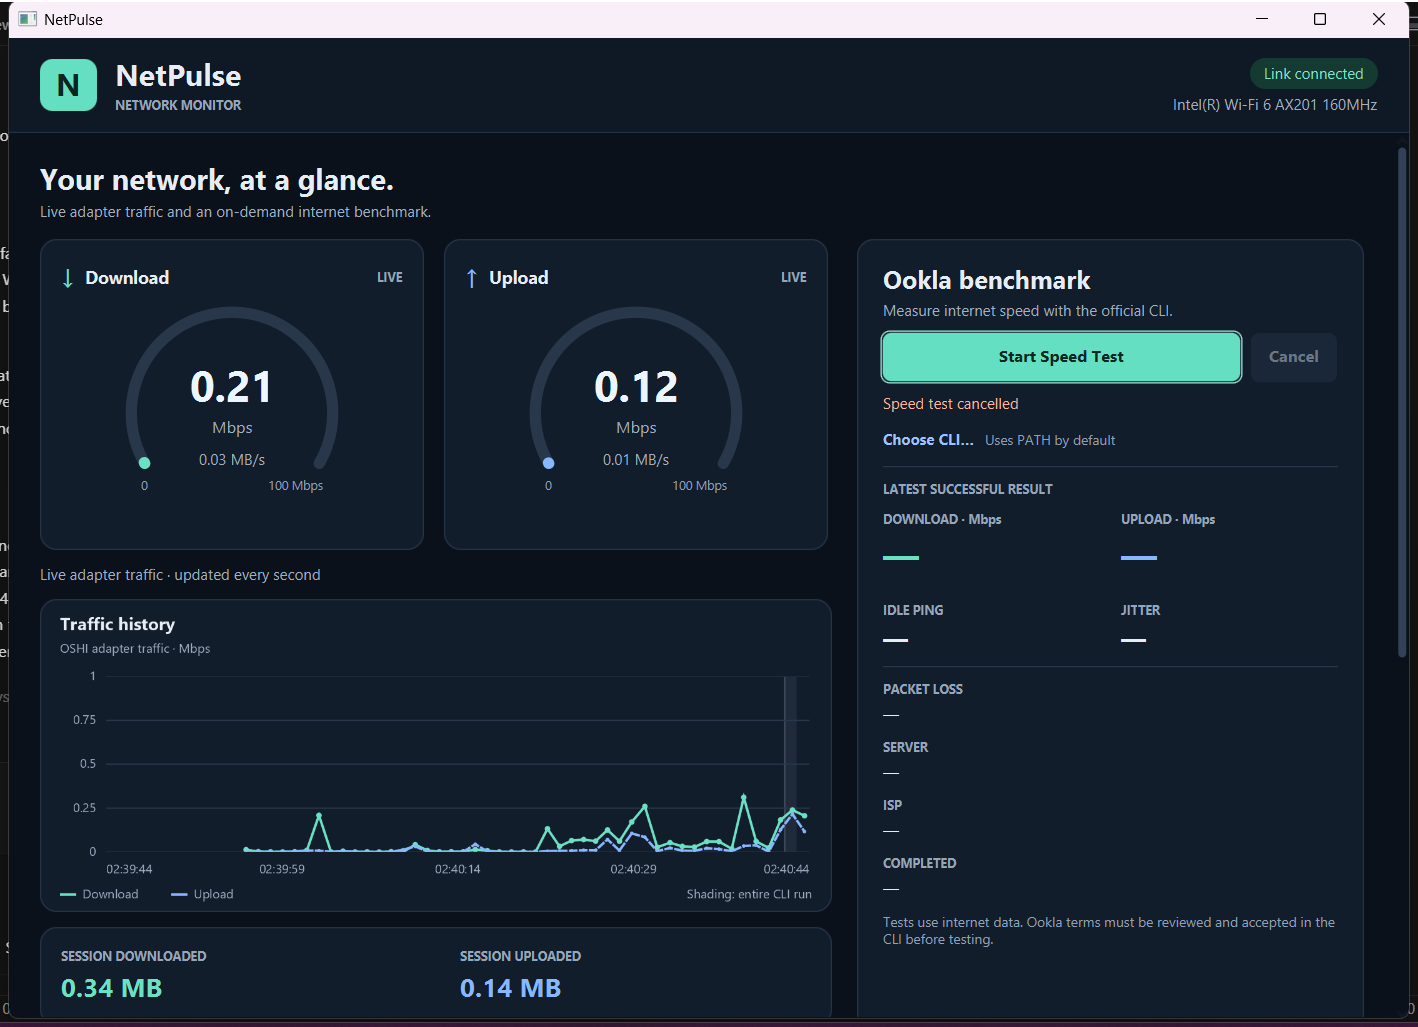 NetPulse
N
NetPulse
NETWORK MONITOR
Link connected
Intel(R) Wi-Fi 6 AX201 160MHz
Your network, at a glance.
Live adapter traffic and an on-demand internet benchmark.
↓ Download LIVE
0.21
Mbps
0.03 MB/s
0 100 Mbps
↑ Upload LIVE
0.12
Mbps
0.01 MB/s
0 100 Mbps
Live adapter traffic · updated every second
Traffic history
OSHI adapter traffic · Mbps
1
0.75
0.5
0.25
0
02:39:44 02:39:59 02:40:14 02:40:29 02:40:44
Download Upload Shading: entire CLI run
SESSION DOWNLOADED SESSION UPLOADED
0.34 MB 0.14 MB
Ookla benchmark
Measure internet speed with the official CLI.
Start Speed Test Cancel
Speed test cancelled
Choose CLI... Uses PATH by default
LATEST SUCCESSFUL RESULT
DOWNLOAD · Mbps UPLOAD · Mbps
— —
IDLE PING JITTER
— —
PACKET LOSS
—
SERVER
—
ISP
—
COMPLETED
—
Tests use internet data. Ookla terms must be reviewed and accepted in the
CLI before testing.